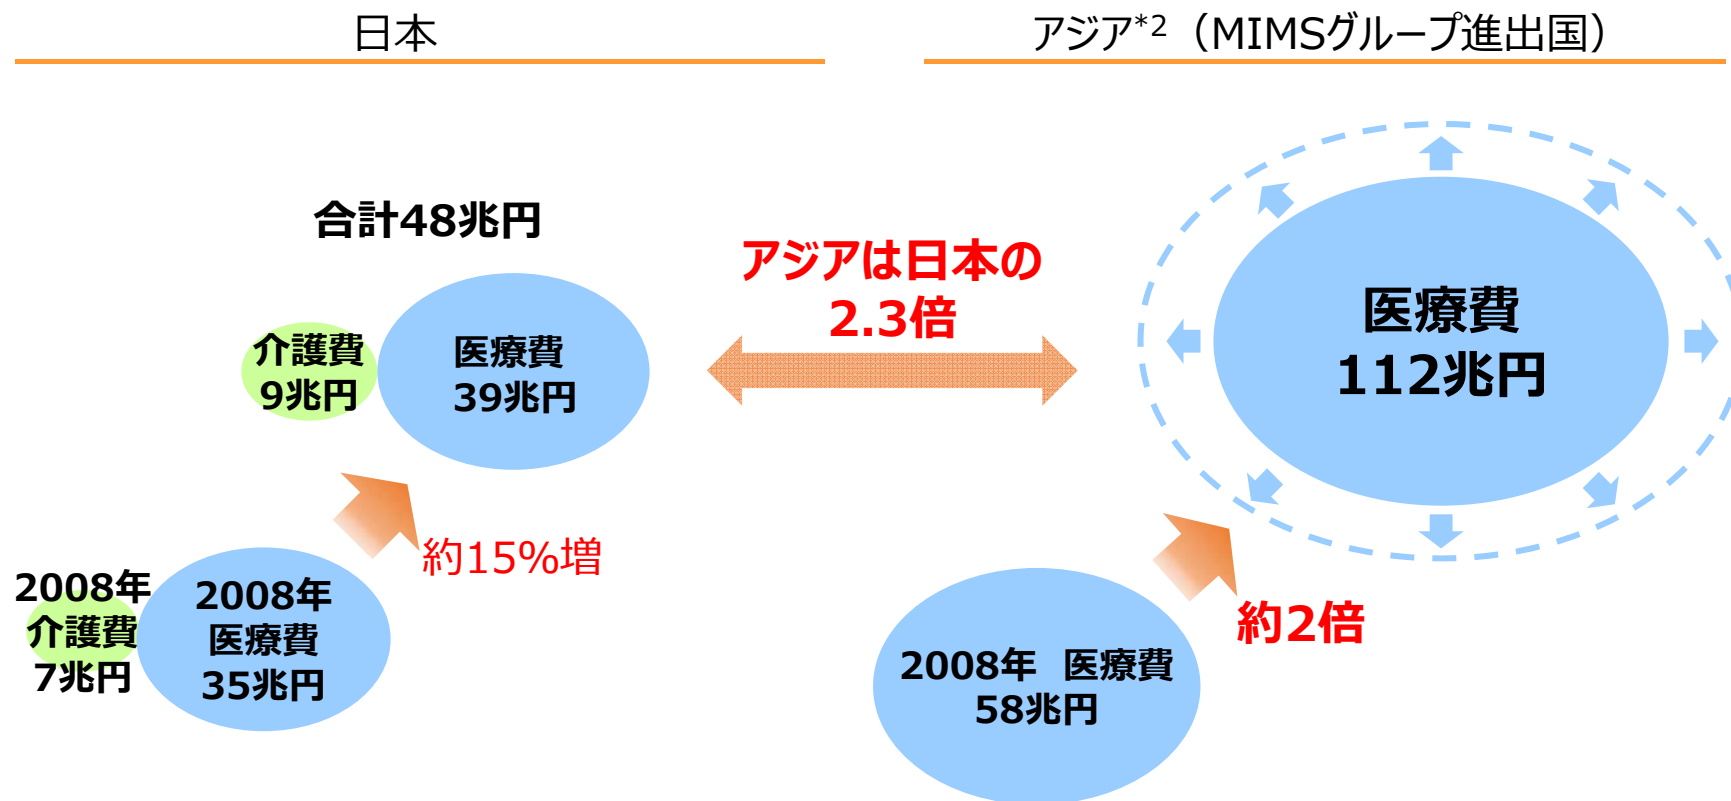 日本
アジア*2（MIMSグループ進出国）
合計48兆円
介護費
9兆円
医療費
39兆円
アジアは日本の
2.3倍
医療費
112兆円
約15%増
2008年
介護費
7兆円
2008年
医療費
35兆円
約2倍
2008年 医療費
58兆円